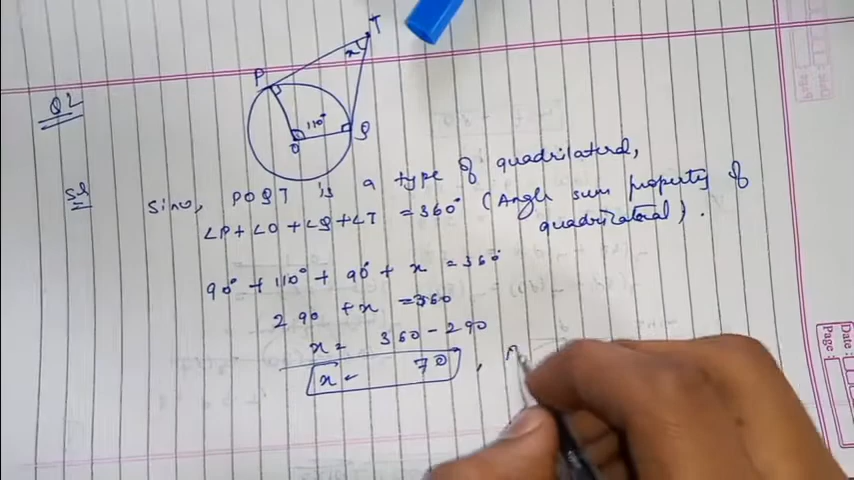 T
x
P
Q2
110°
O
Q
Sol
Since, POQT is a type of quadrilateral,
∠P+∠O+∠Q+∠T = 360° (Angle sum property of
quadrilateral).
90° + 110° + 90° + x = 360°
290 + x = 360
x = 360 - 290
x = 70,
Date:
Page: